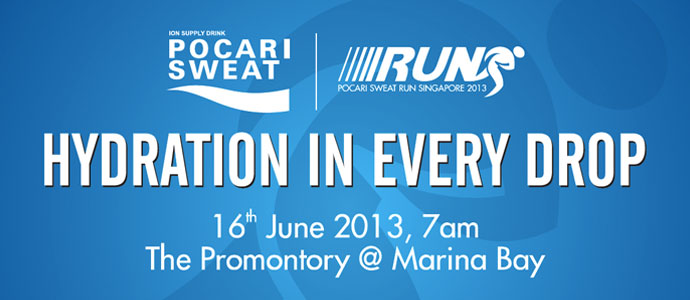 ION SUPPLY DRINK
POCARI
SWEAT
RUN
POCARI SWEAT RUN SINGAPORE 2013
HYDRATION IN EVERY DROP
16th June 2013, 7am
The Promontory @ Marina Bay